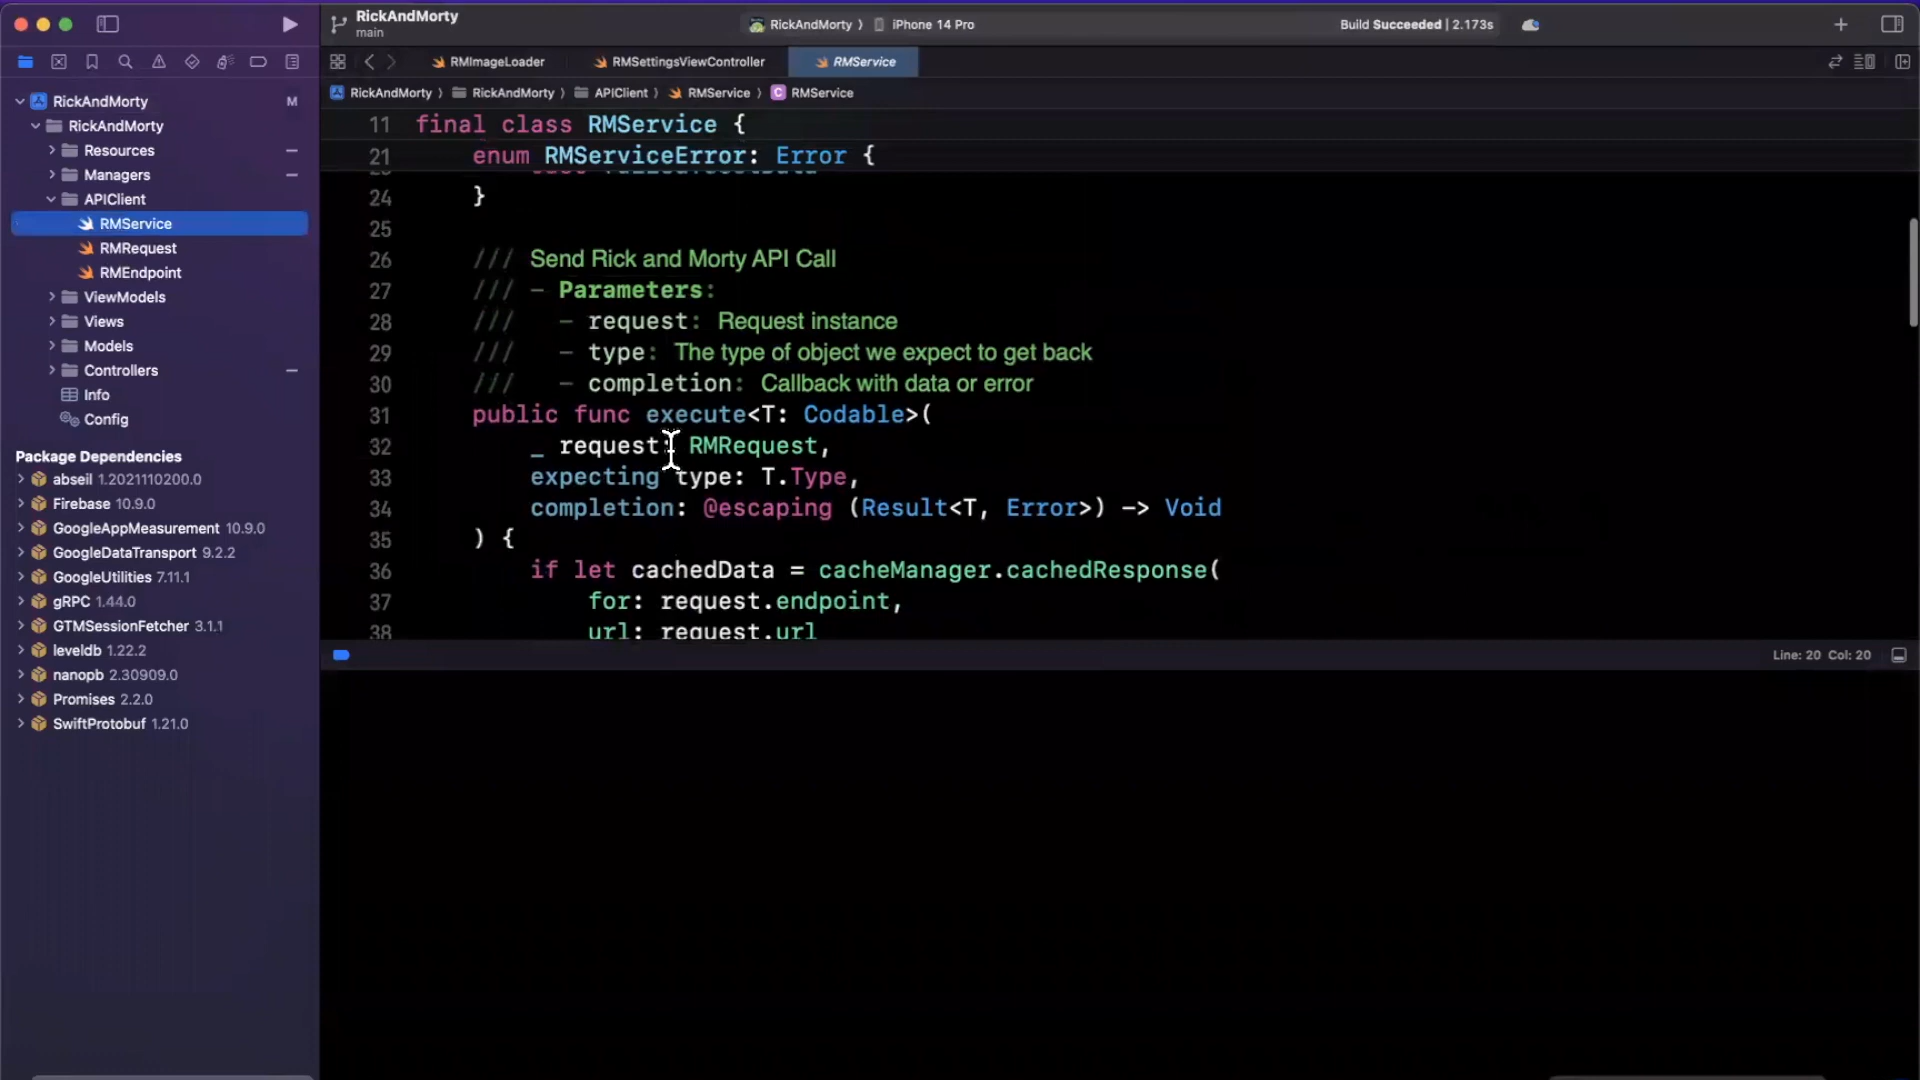 RickAndMorty
main
RickAndMorty ⟩ iPhone 14 Pro
Build Succeeded | 2.173s
RMImageLoader
RMSettingsViewController
RMService
RickAndMorty ⟩ RickAndMorty ⟩ APIClient ⟩ RMService ⟩ C RMService
RickAndMorty M
RickAndMorty
Resources
Managers
APIClient
RMService
RMRequest
RMEndpoint
ViewModels
Views
Models
Controllers
Info
Config
Package Dependencies
abseil 1.2021110200.0
Firebase 10.9.0
GoogleAppMeasurement 10.9.0
GoogleDataTransport 9.2.2
GoogleUtilities 7.11.1
gRPC 1.44.0
GTMSessionFetcher 3.1.1
leveldb 1.22.2
nanopb 2.30909.0
Promises 2.2.0
SwiftProtobuf 1.21.0
11 final class RMService {
21 enum RMServiceError: Error {
24 }
25
26 /// Send Rick and Morty API Call
27 /// - Parameters:
28 /// - request: Request instance
29 /// - type: The type of object we expect to get back
30 /// - completion: Callback with data or error
31 public func execute<T: Codable>(
32 _ request: RMRequest,
33 expecting type: T.Type,
34 completion: @escaping (Result<T, Error>) -> Void
35 ) {
36 if let cachedData = cacheManager.cachedResponse(
37 for: request.endpoint,
38 url: request.url
Line: 20 Col: 20